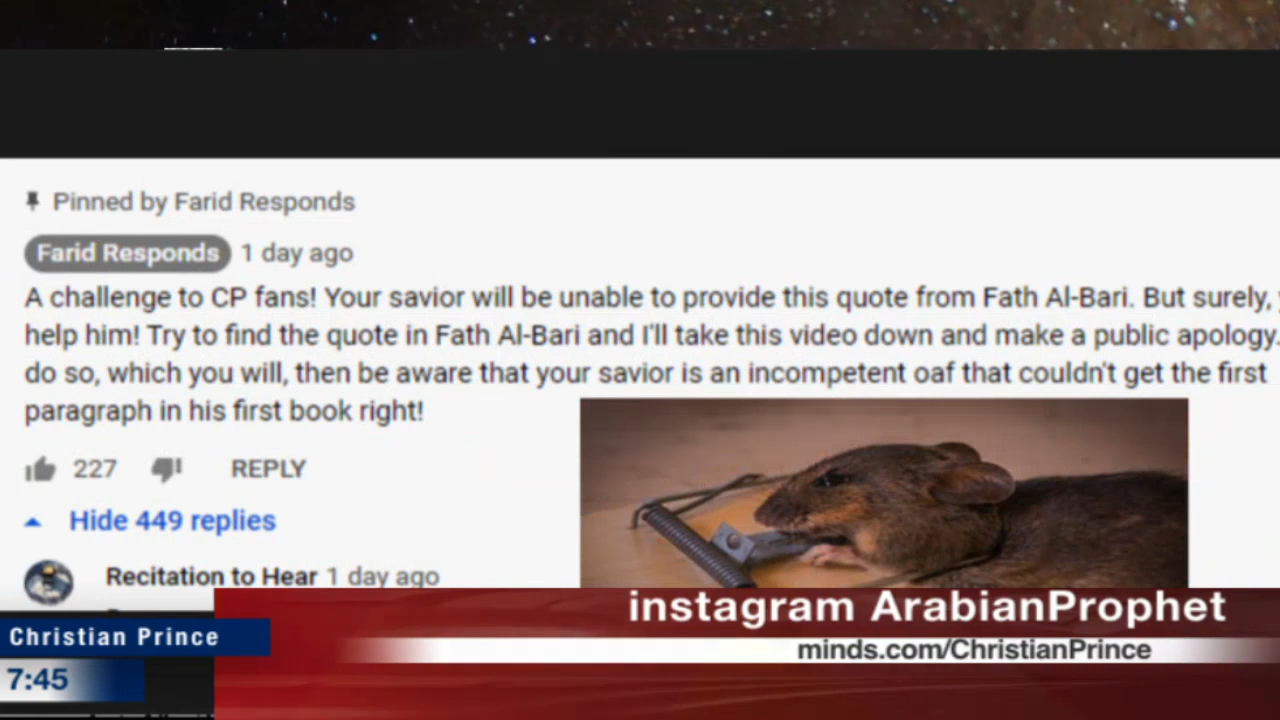 Pinned by Farid Responds
Farid Responds 1 day ago
A challenge to CP fans! Your savior will be unable to provide this quote from Fath Al-Bari. But surely,
help him! Try to find the quote in Fath Al-Bari and I'll take this video down and make a public apology.
do so, which you will, then be aware that your savior is an incompetent oaf that couldn't get the first
paragraph in his first book right!
227 REPLY
Hide 449 replies
Recitation to Hear 1 day ago
instagram ArabianProphet
Christian Prince
minds.com/ChristianPrince
7:45